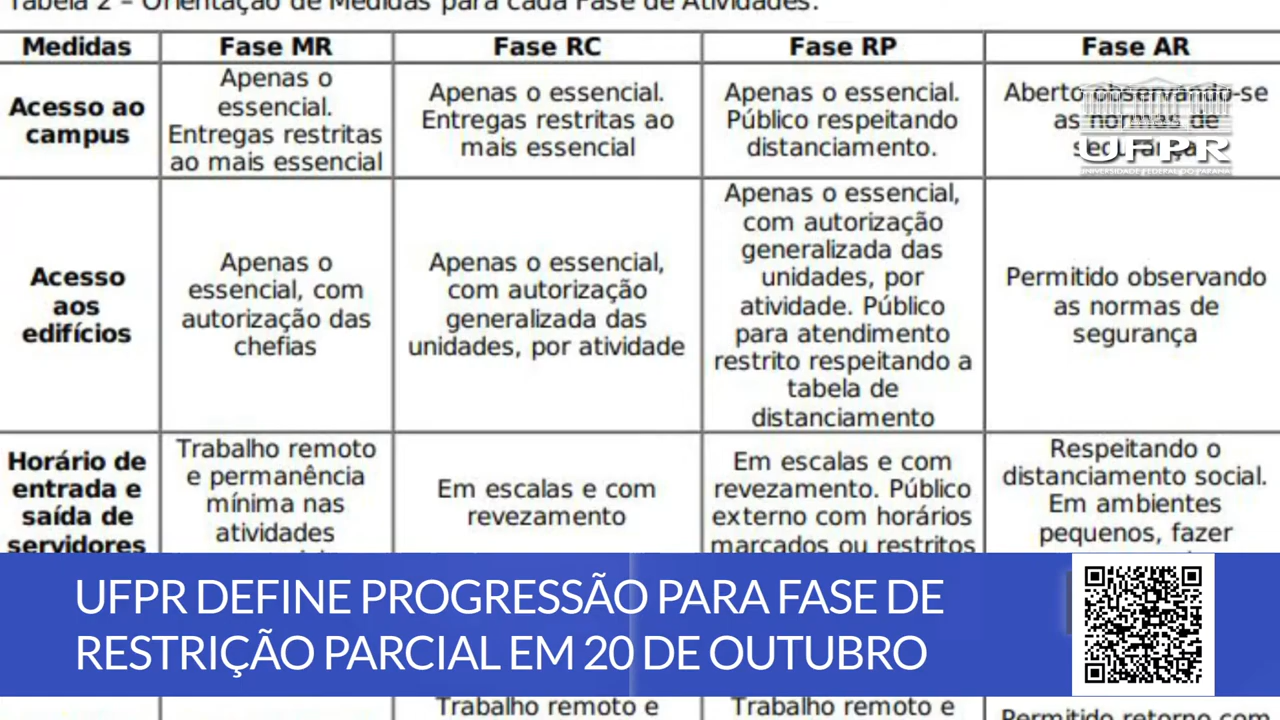 Tabela 2 – Orientação de Medidas para cada Fase de Atividades.
Medidas
Fase MR
Fase RC
Fase RP
Fase AR
Acesso ao
campus
Apenas o
essencial.
Entregas restritas
ao mais essencial
Apenas o essencial.
Entregas restritas ao
mais essencial
Apenas o essencial.
Público respeitando
distanciamento.
Aberto observando-se
as normas de
segurança
UFPR
UNIVERSIDADE FEDERAL DO PARANÁ
Acesso
aos
edifícios
Apenas o
essencial, com
autorização das
chefias
Apenas o essencial,
com autorização
generalizada das
unidades, por atividade
Apenas o essencial,
com autorização
generalizada das
unidades, por
atividade. Público
para atendimento
restrito respeitando a
tabela de
distanciamento
Permitido observando
as normas de
segurança
Horário de
entrada e
saída de
servidores
Trabalho remoto
e permanência
mínima nas
atividades
Em escalas e com
revezamento
Em escalas e com
revezamento. Público
externo com horários
marcados ou restritos
Respeitando o
distanciamento social.
Em ambientes
pequenos, fazer
UFPR DEFINE PROGRESSÃO PARA FASE DE
RESTRIÇÃO PARCIAL EM 20 DE OUTUBRO
Trabalho remoto e
Trabalho remoto e
Permitido retorno com